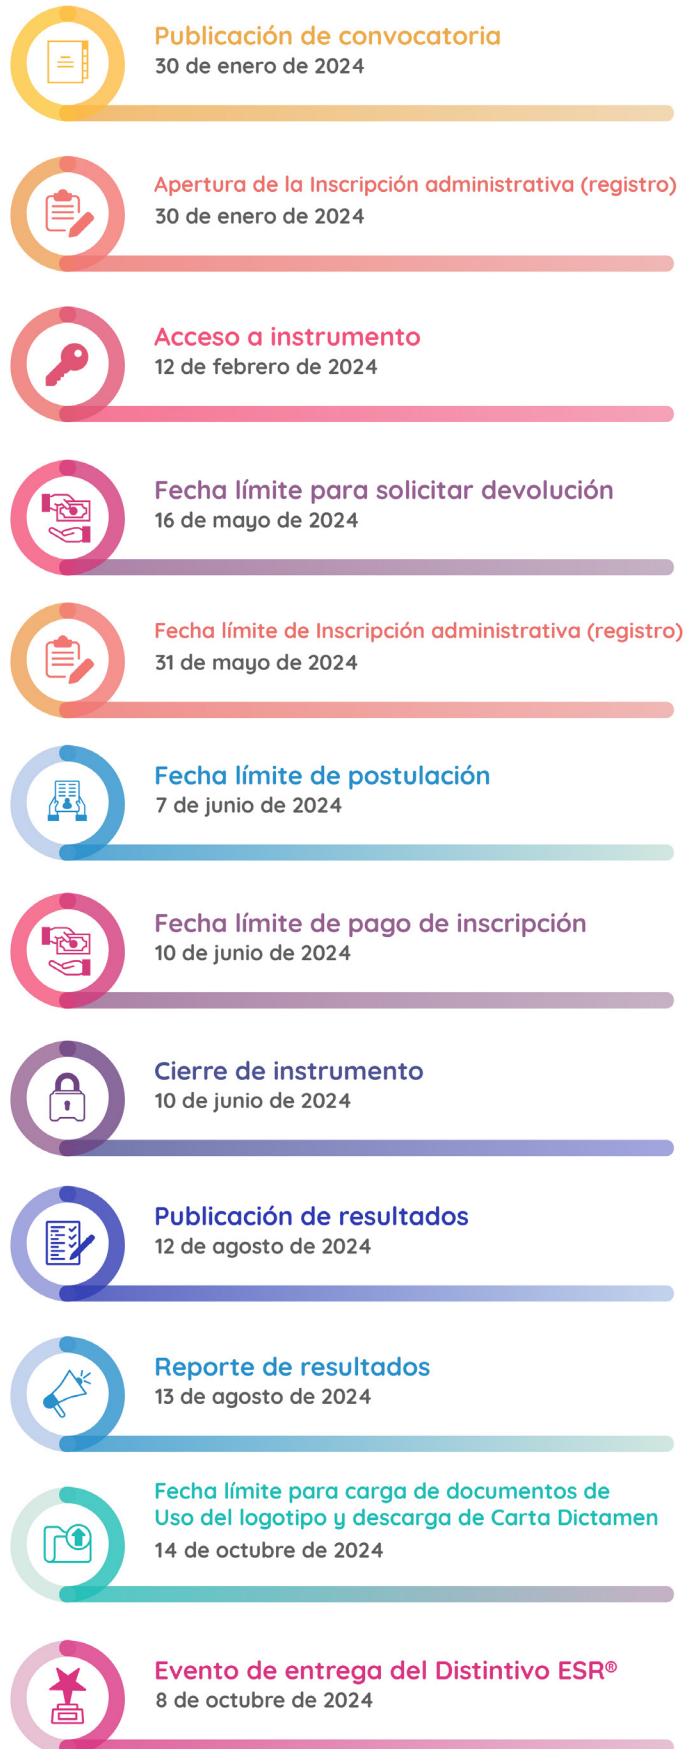 Publicación de convocatoria
30 de enero de 2024
Apertura de la Inscripción administrativa (registro)
30 de enero de 2024
Acceso a instrumento
12 de febrero de 2024
Fecha límite para solicitar devolución
16 de mayo de 2024
Fecha límite de Inscripción administrativa (registro)
31 de mayo de 2024
Fecha límite de postulación
7 de junio de 2024
Fecha límite de pago de inscripción
10 de junio de 2024
Cierre de instrumento
10 de junio de 2024
Publicación de resultados
12 de agosto de 2024
Reporte de resultados
13 de agosto de 2024
Fecha límite para carga de documentos de
Uso del logotipo y descarga de Carta Dictamen
14 de octubre de 2024
Evento de entrega del Distintivo ESR®
8 de octubre de 2024